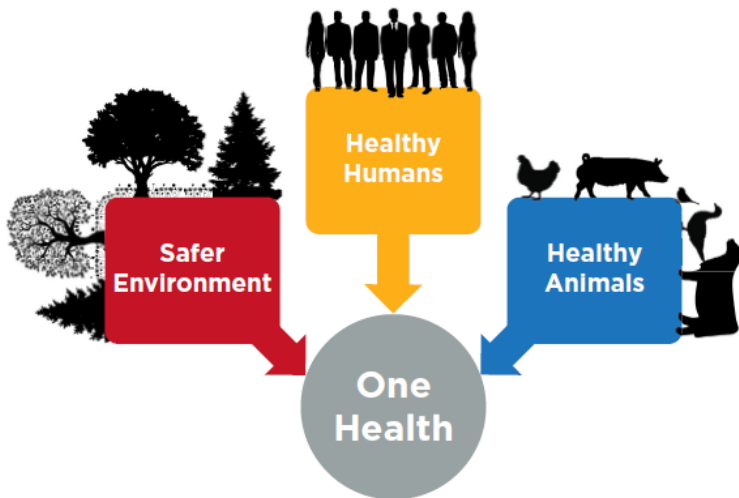 Healthy
Humans
Safer
Environment
Healthy
Animals
One
Health